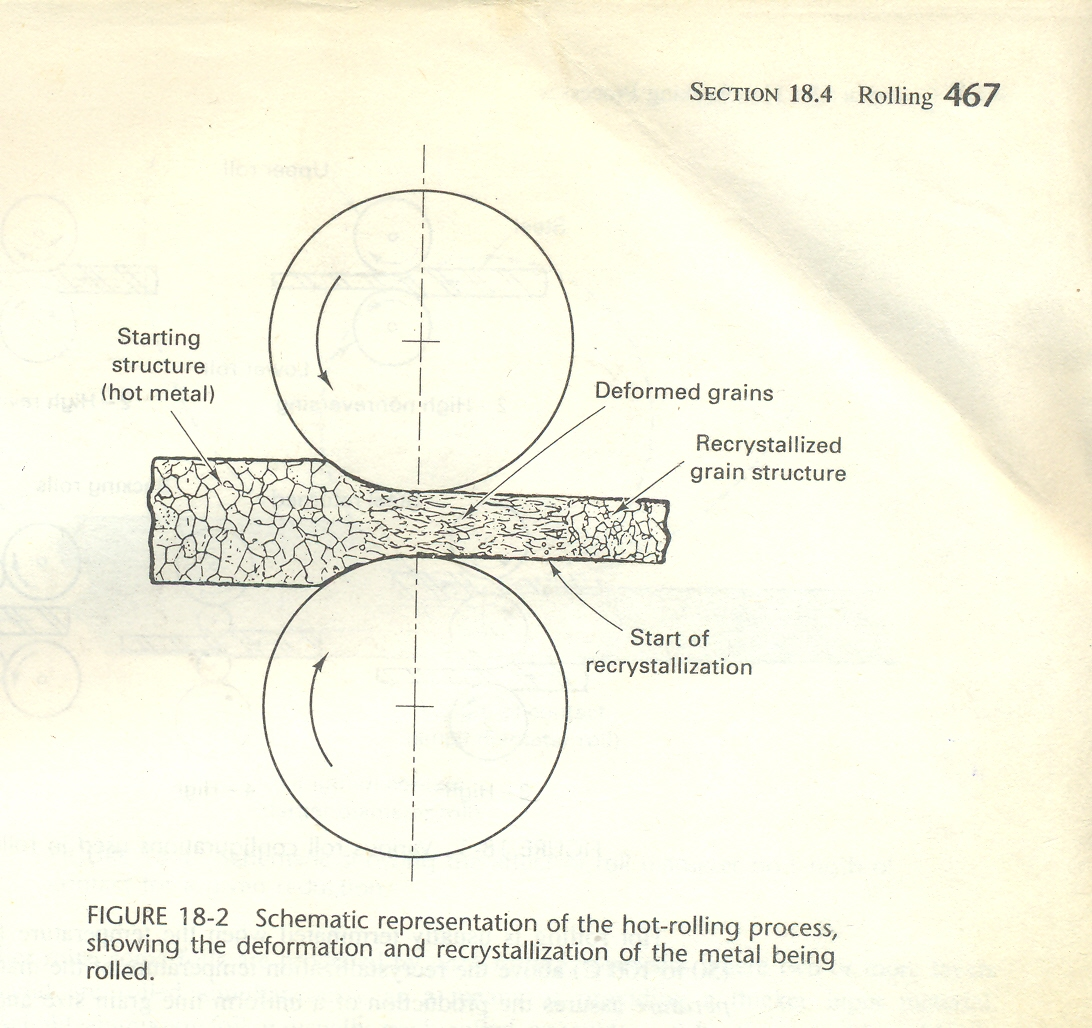 SECTION 18.4 Rolling 467
Starting
structure
(hot metal)
Deformed grains
Recrystallized
grain structure
Start of
recrystallization
FIGURE 18-2 Schematic representation of the hot-rolling process,
showing the deformation and recrystallization of the metal being
rolled.